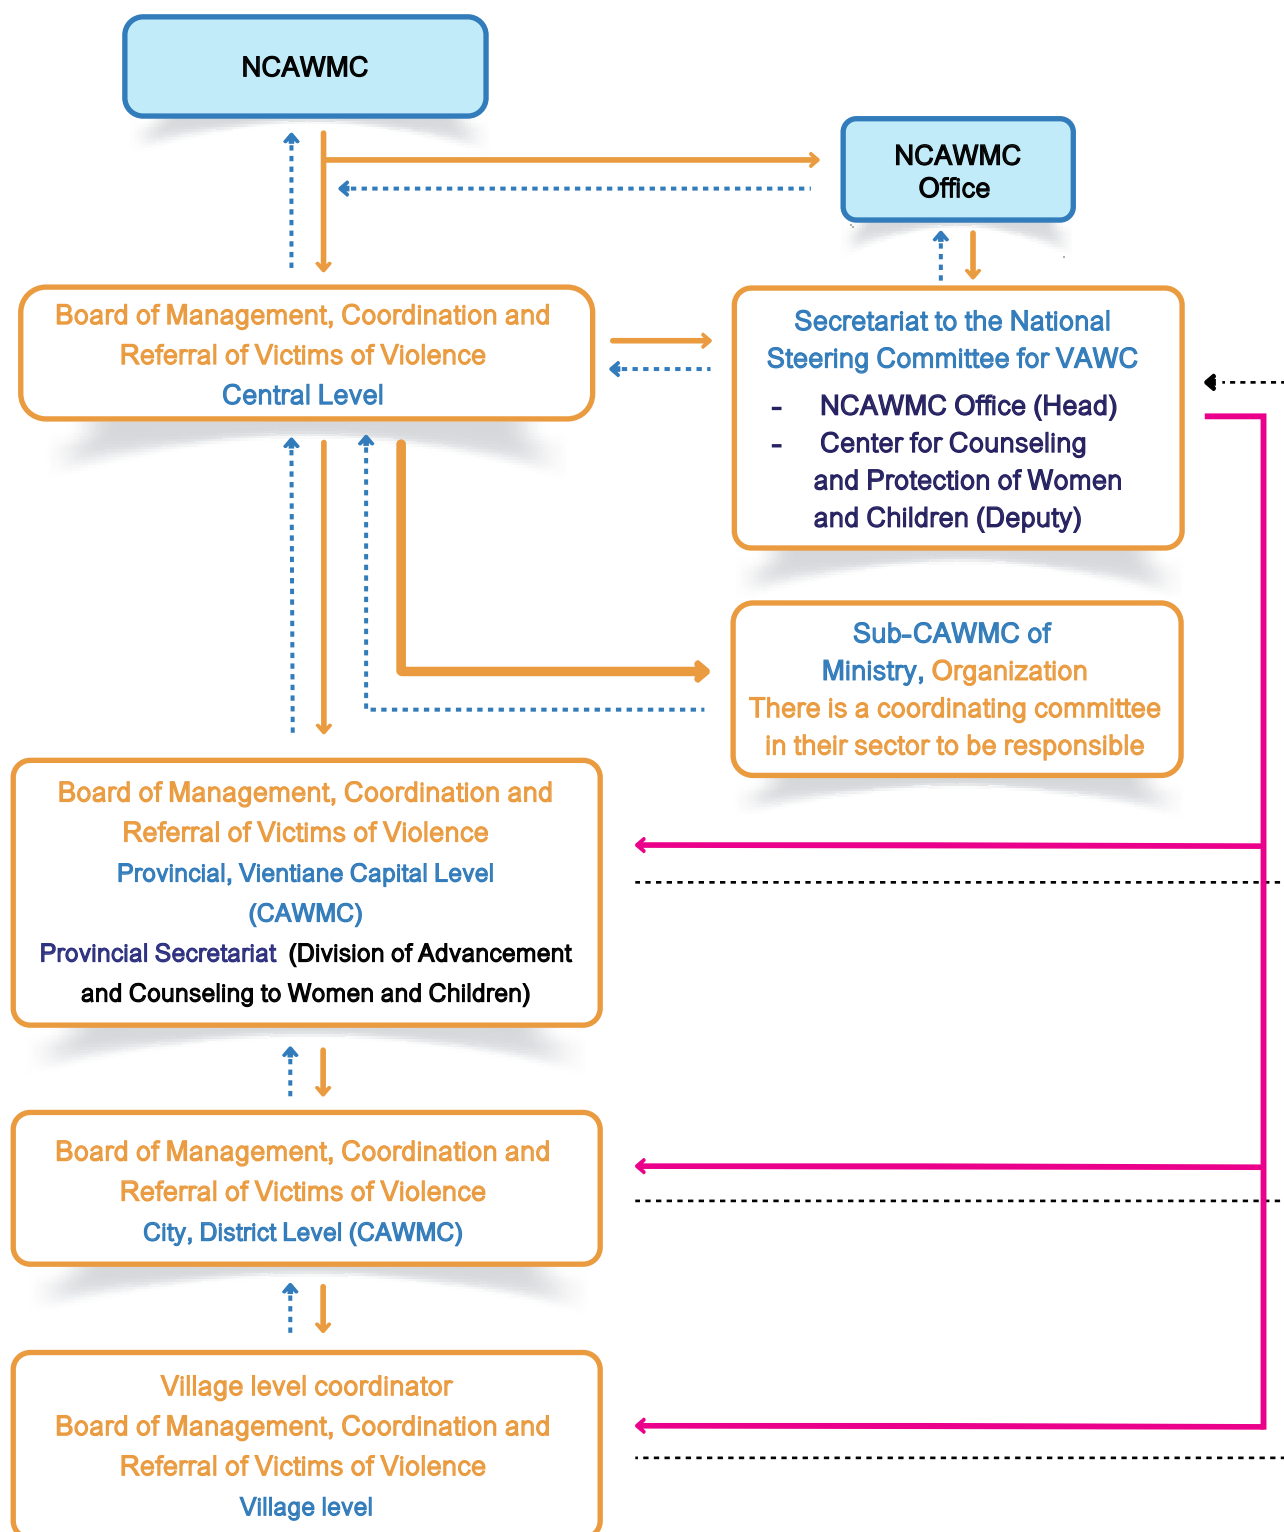 NCAWMC
NCAWMC
Office
Board of Management, Coordination and
Referral of Victims of Violence
Central Level
Secretariat to the National
Steering Committee for VAWC
- NCAWMC Office (Head)
- Center for Counseling
and Protection of Women
and Children (Deputy)
Sub-CAWMC of
Ministry, Organization
There is a coordinating committee
in their sector to be responsible
Board of Management, Coordination and
Referral of Victims of Violence
Provincial, Vientiane Capital Level
(CAWMC)
Provincial Secretariat (Division of Advancement
and Counseling to Women and Children)
Board of Management, Coordination and
Referral of Victims of Violence
City, District Level (CAWMC)
Village level coordinator
Board of Management, Coordination and
Referral of Victims of Violence
Village level